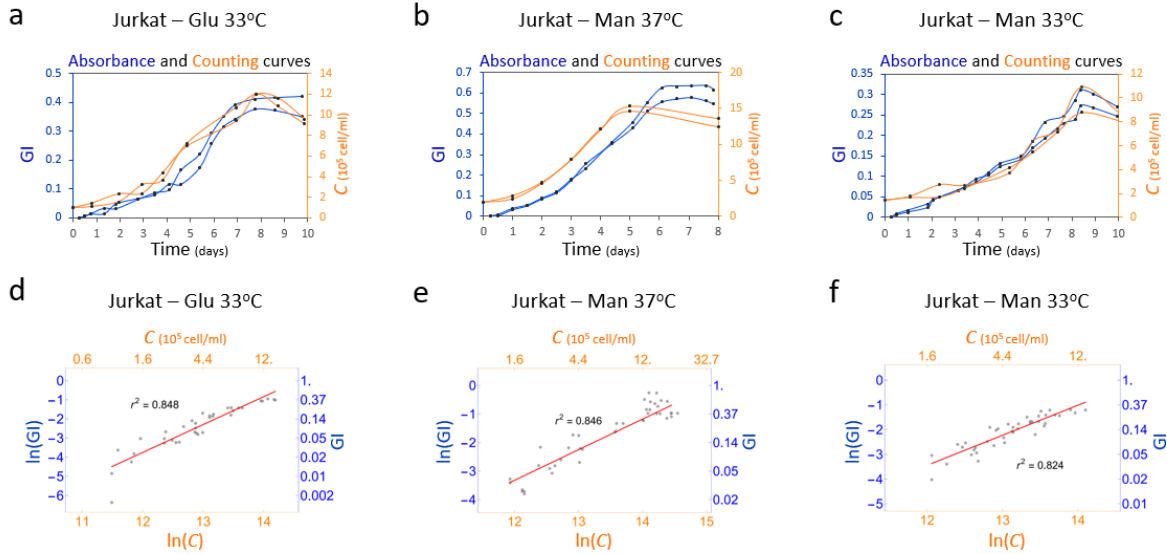 a
Jurkat – Glu 33°C
Absorbance and Counting curves
0.5
0.4
0.3
0.2
0.1
0
GI
14
12
10
8
6
4
2
0
C (10⁵ cell/ml)
0 1 2 3 4 5 6 7 8 9 10
Time (days)
b
Jurkat – Man 37°C
Absorbance and Counting curves
0.7
0.6
0.5
0.4
0.3
0.2
0.1
0.0
GI
20
15
10
5
0
C (10⁵ cell/ml)
0 1 2 3 4 5 6 7 8
Time (days)
c
Jurkat – Man 33°C
Absorbance and Counting curves
0.35
0.3
0.25
0.2
0.15
0.1
0.05
0
GI
12
10
8
6
4
2
0
C (10⁵ cell/ml)
0 1 2 3 4 5 6 7 8 9 10
Time (days)
d
Jurkat – Glu 33°C
C (10⁵ cell/ml)
0.6 1.6 4.4 12.
0
−1
−2
−3
−4
−5
−6
ln(GI)
r² = 0.848
1.
0.37
0.14
0.05
0.02
0.01
0.002
GI
11 12 13 14
ln(C)
e
Jurkat – Man 37°C
C (10⁵ cell/ml)
1.6 4.4 12. 32.7
0
−1
−2
−3
−4
ln(GI)
r² = 0.846
1.
0.37
0.14
0.05
0.02
GI
12 13 14 15
ln(C)
f
Jurkat – Man 33°C
C (10⁵ cell/ml)
1.6 4.4 12.
0
−1
−2
−3
−4
−5
ln(GI)
r² = 0.824
1.
0.37
0.14
0.05
0.02
0.01
GI
12 13 14
ln(C)